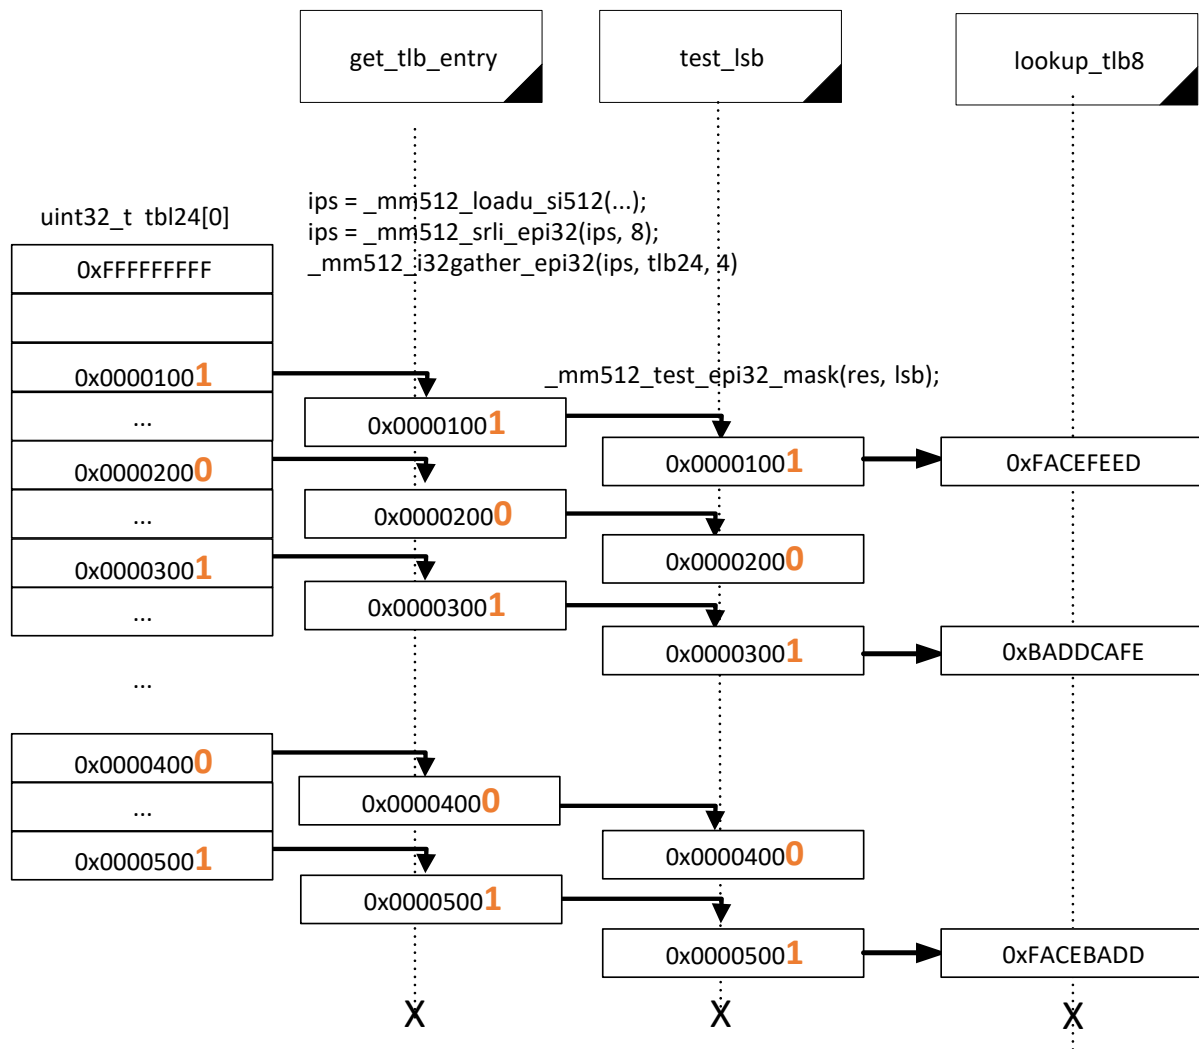 get_tlb_entry
test_lsb
lookup_tlb8
ips = _mm512_loadu_si512(...);
ips = _mm512_srli_epi32(ips, 8);
_mm512_i32gather_epi32(ips, tlb24, 4)
uint32_t tbl24[0]
0xFFFFFFFFF
0x00001001
...
0x00002000
...
0x00003001
...
...
0x00004000
...
0x00005001
0x00001001
0x00002000
0x00003001
0x00004000
0x00005001
X
_mm512_test_epi32_mask(res, lsb);
0x00001001
0x00002000
0x00003001
0x00004000
0x00005001
X
0xFACEFEED
0xBADDCAFE
0xFACEBADD
X